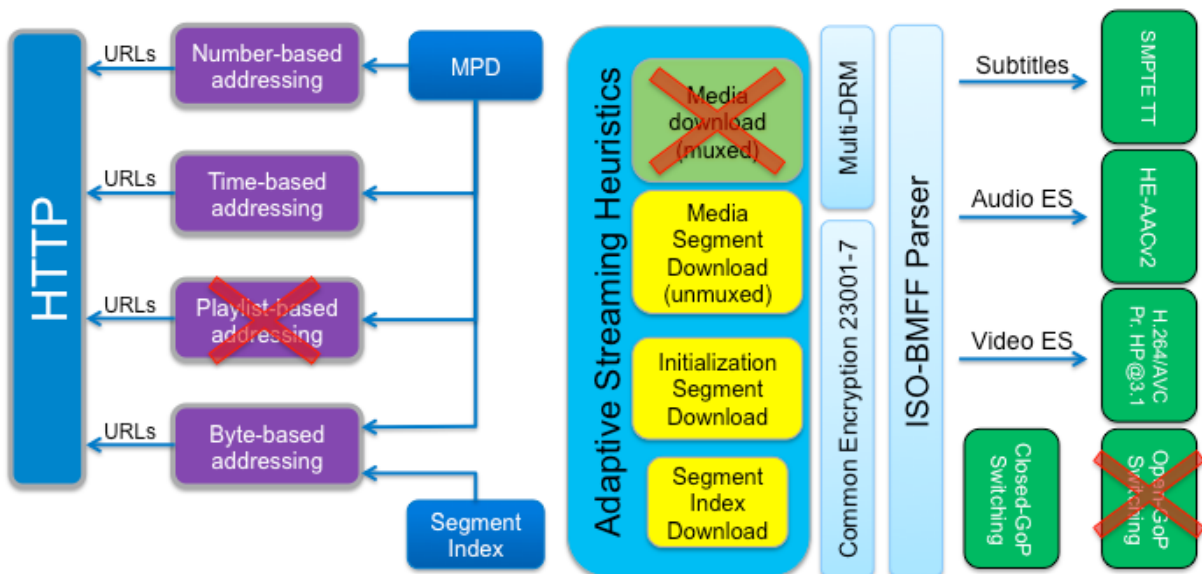 HTTP
URLs
Number-based
addressing
MPD
URLs
Time-based
addressing
URLs
Playlist-based
addressing
URLs
Byte-based
addressing
Segment
Index
Adaptive Streaming Heuristics
Media
download
(muxed)
Media
Segment
Download
(unmuxed)
Initialization
Segment
Download
Segment
Index
Download
Multi-DRM
Common Encryption 23001-7
ISO-BMFF Parser
Subtitles
SMPTE TT
Audio ES
HE-AACv2
Video ES
H.264/AVC
Pr. HP@3.1
Closed-GoP
Switching
Open-GoP
Switching